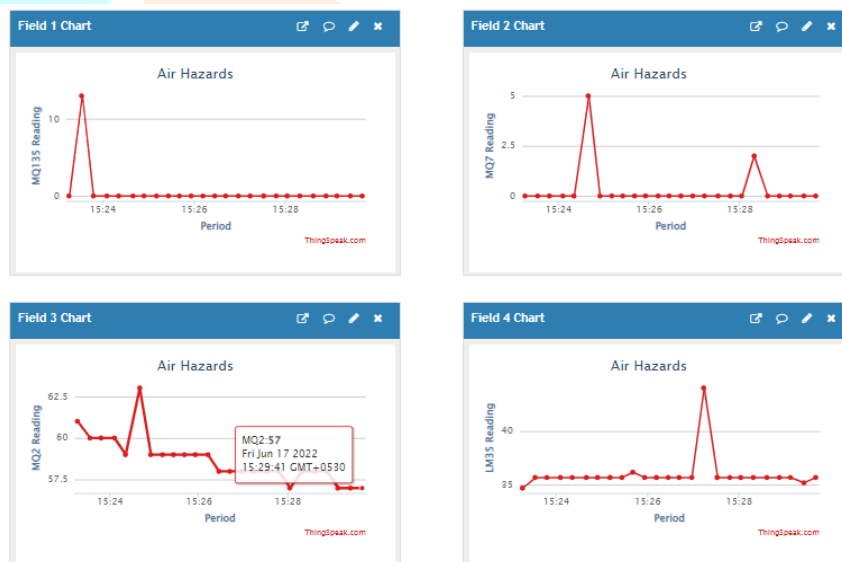 Field 1 Chart
Air Hazards
MQ135 Reading
10
0
15:24 15:26 15:28
Period
ThingSpeak.com
Field 2 Chart
Air Hazards
MQ7 Reading
5
2.5
0
15:24 15:26 15:28
Period
ThingSpeak.com
Field 3 Chart
Air Hazards
MQ2 Reading
62.5
60
57.5
MQ2:57
Fri Jun 17 2022
15:29:41 GMT+0530
15:24 15:26 15:28
Period
ThingSpeak.com
Field 4 Chart
Air Hazards
LM35 Reading
40
35
15:24 15:26 15:28
Period
ThingSpeak.com